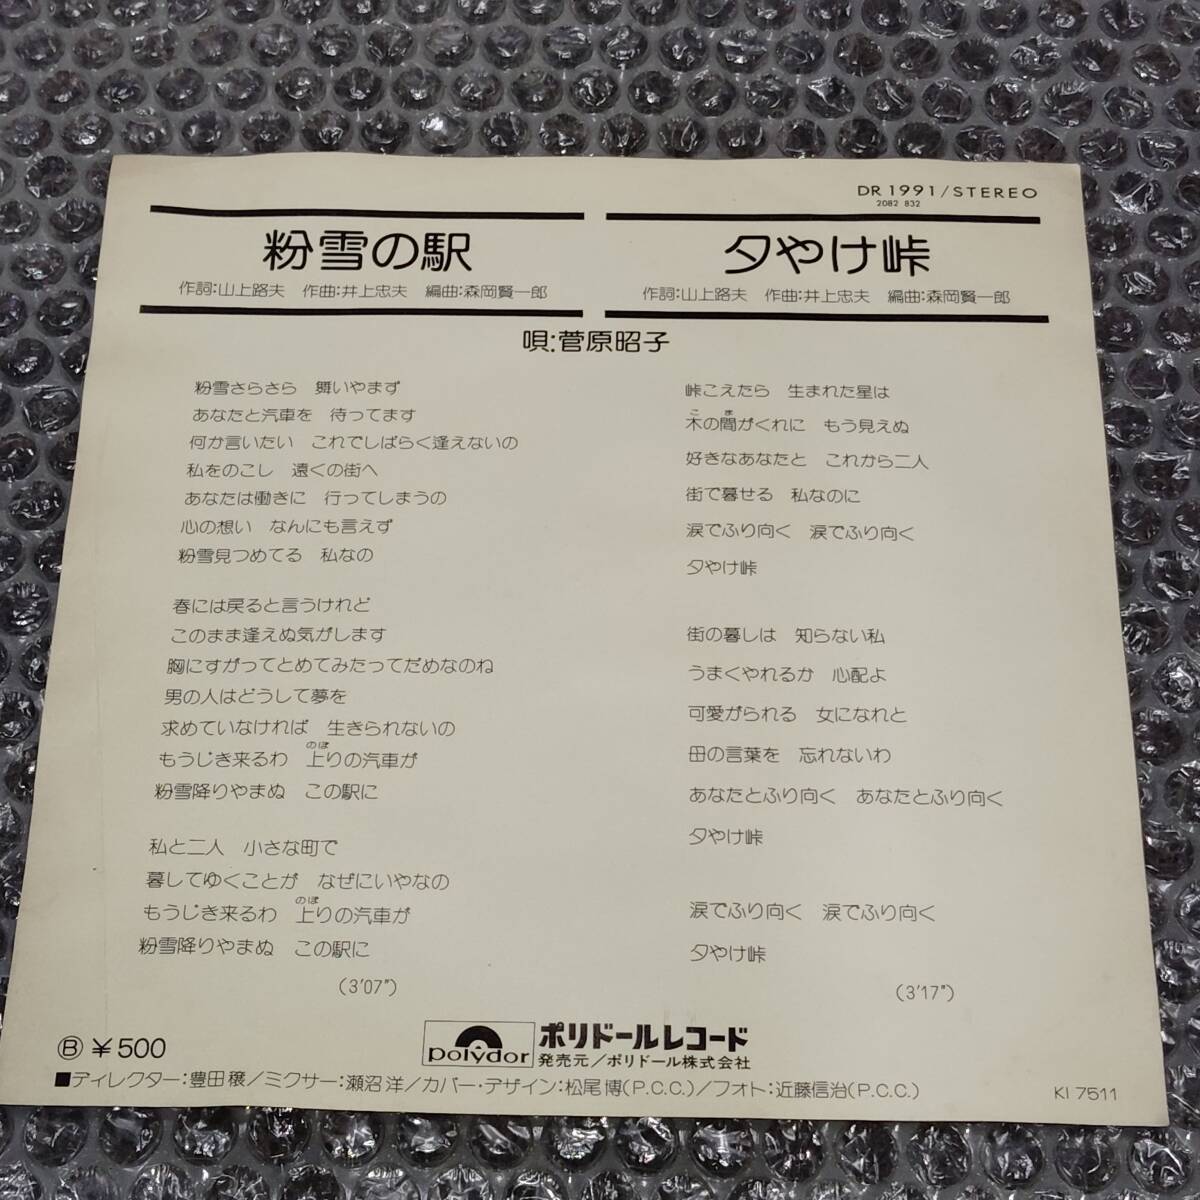 DR 1991/STEREO
2082 832
粉雪の駅
作詞:山上路夫 作曲:井上忠夫 編曲:森岡賢一郎
夕やけ峠
作詞:山上路夫 作曲:井上忠夫 編曲:森岡賢一郎
唄:菅原昭子
粉雪さらさら 舞いやまず
あなたと汽車を 待ってます
何か言いたい これでしばらく逢えないの
私をのこし 遠くの街へ
あなたは働きに 行ってしまうの
心の想い なんにも言えず
粉雪見つめてる 私なの
春には戻ると言うけれど
このまま逢えぬ気がします
胸にすがってとめてみたってだめなのね
男の人はどうして夢を
求めていなければ 生きられないの
のぼ
もうじき来るわ 上りの汽車が
粉雪降りやまぬ この駅に
私と二人 小さな町で
暮してゆくことが なぜにいやなの
のぼ
もうじき来るわ 上りの汽車が
粉雪降りやまぬ この駅に
(3'07")
峠こえたら 生まれた星は
こ ま
木の間がくれに もう見えぬ
好きなあなたと これから二人
街で暮せる 私なのに
涙でふり向く 涙でふり向く
夕やけ峠
街の暮しは 知らない私
うまくやれるか 心配よ
可愛がられる 女になれと
母の言葉を 忘れないわ
あなたとふり向く あなたとふり向く
夕やけ峠
涙でふり向く 涙でふり向く
夕やけ峠
(3'17")
Ⓑ ¥500
polydor
ポリドールレコード
発売元/ポリドール株式会社
■ディレクター:豊田穣/ミクサー:瀬沼洋/カバー・デザイン:松尾博(P.C.C.)/フォト:近藤信治(P.C.C.)
KI 7511